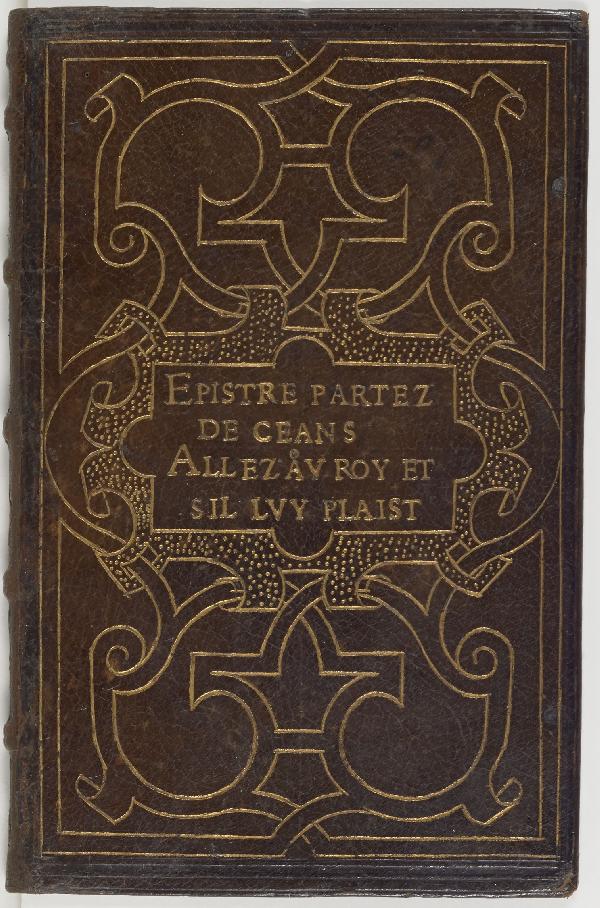 EPISTRE PARTEZ
DE CEANS
ALLEZ AV ROY ET
SIL LVY PLAIST